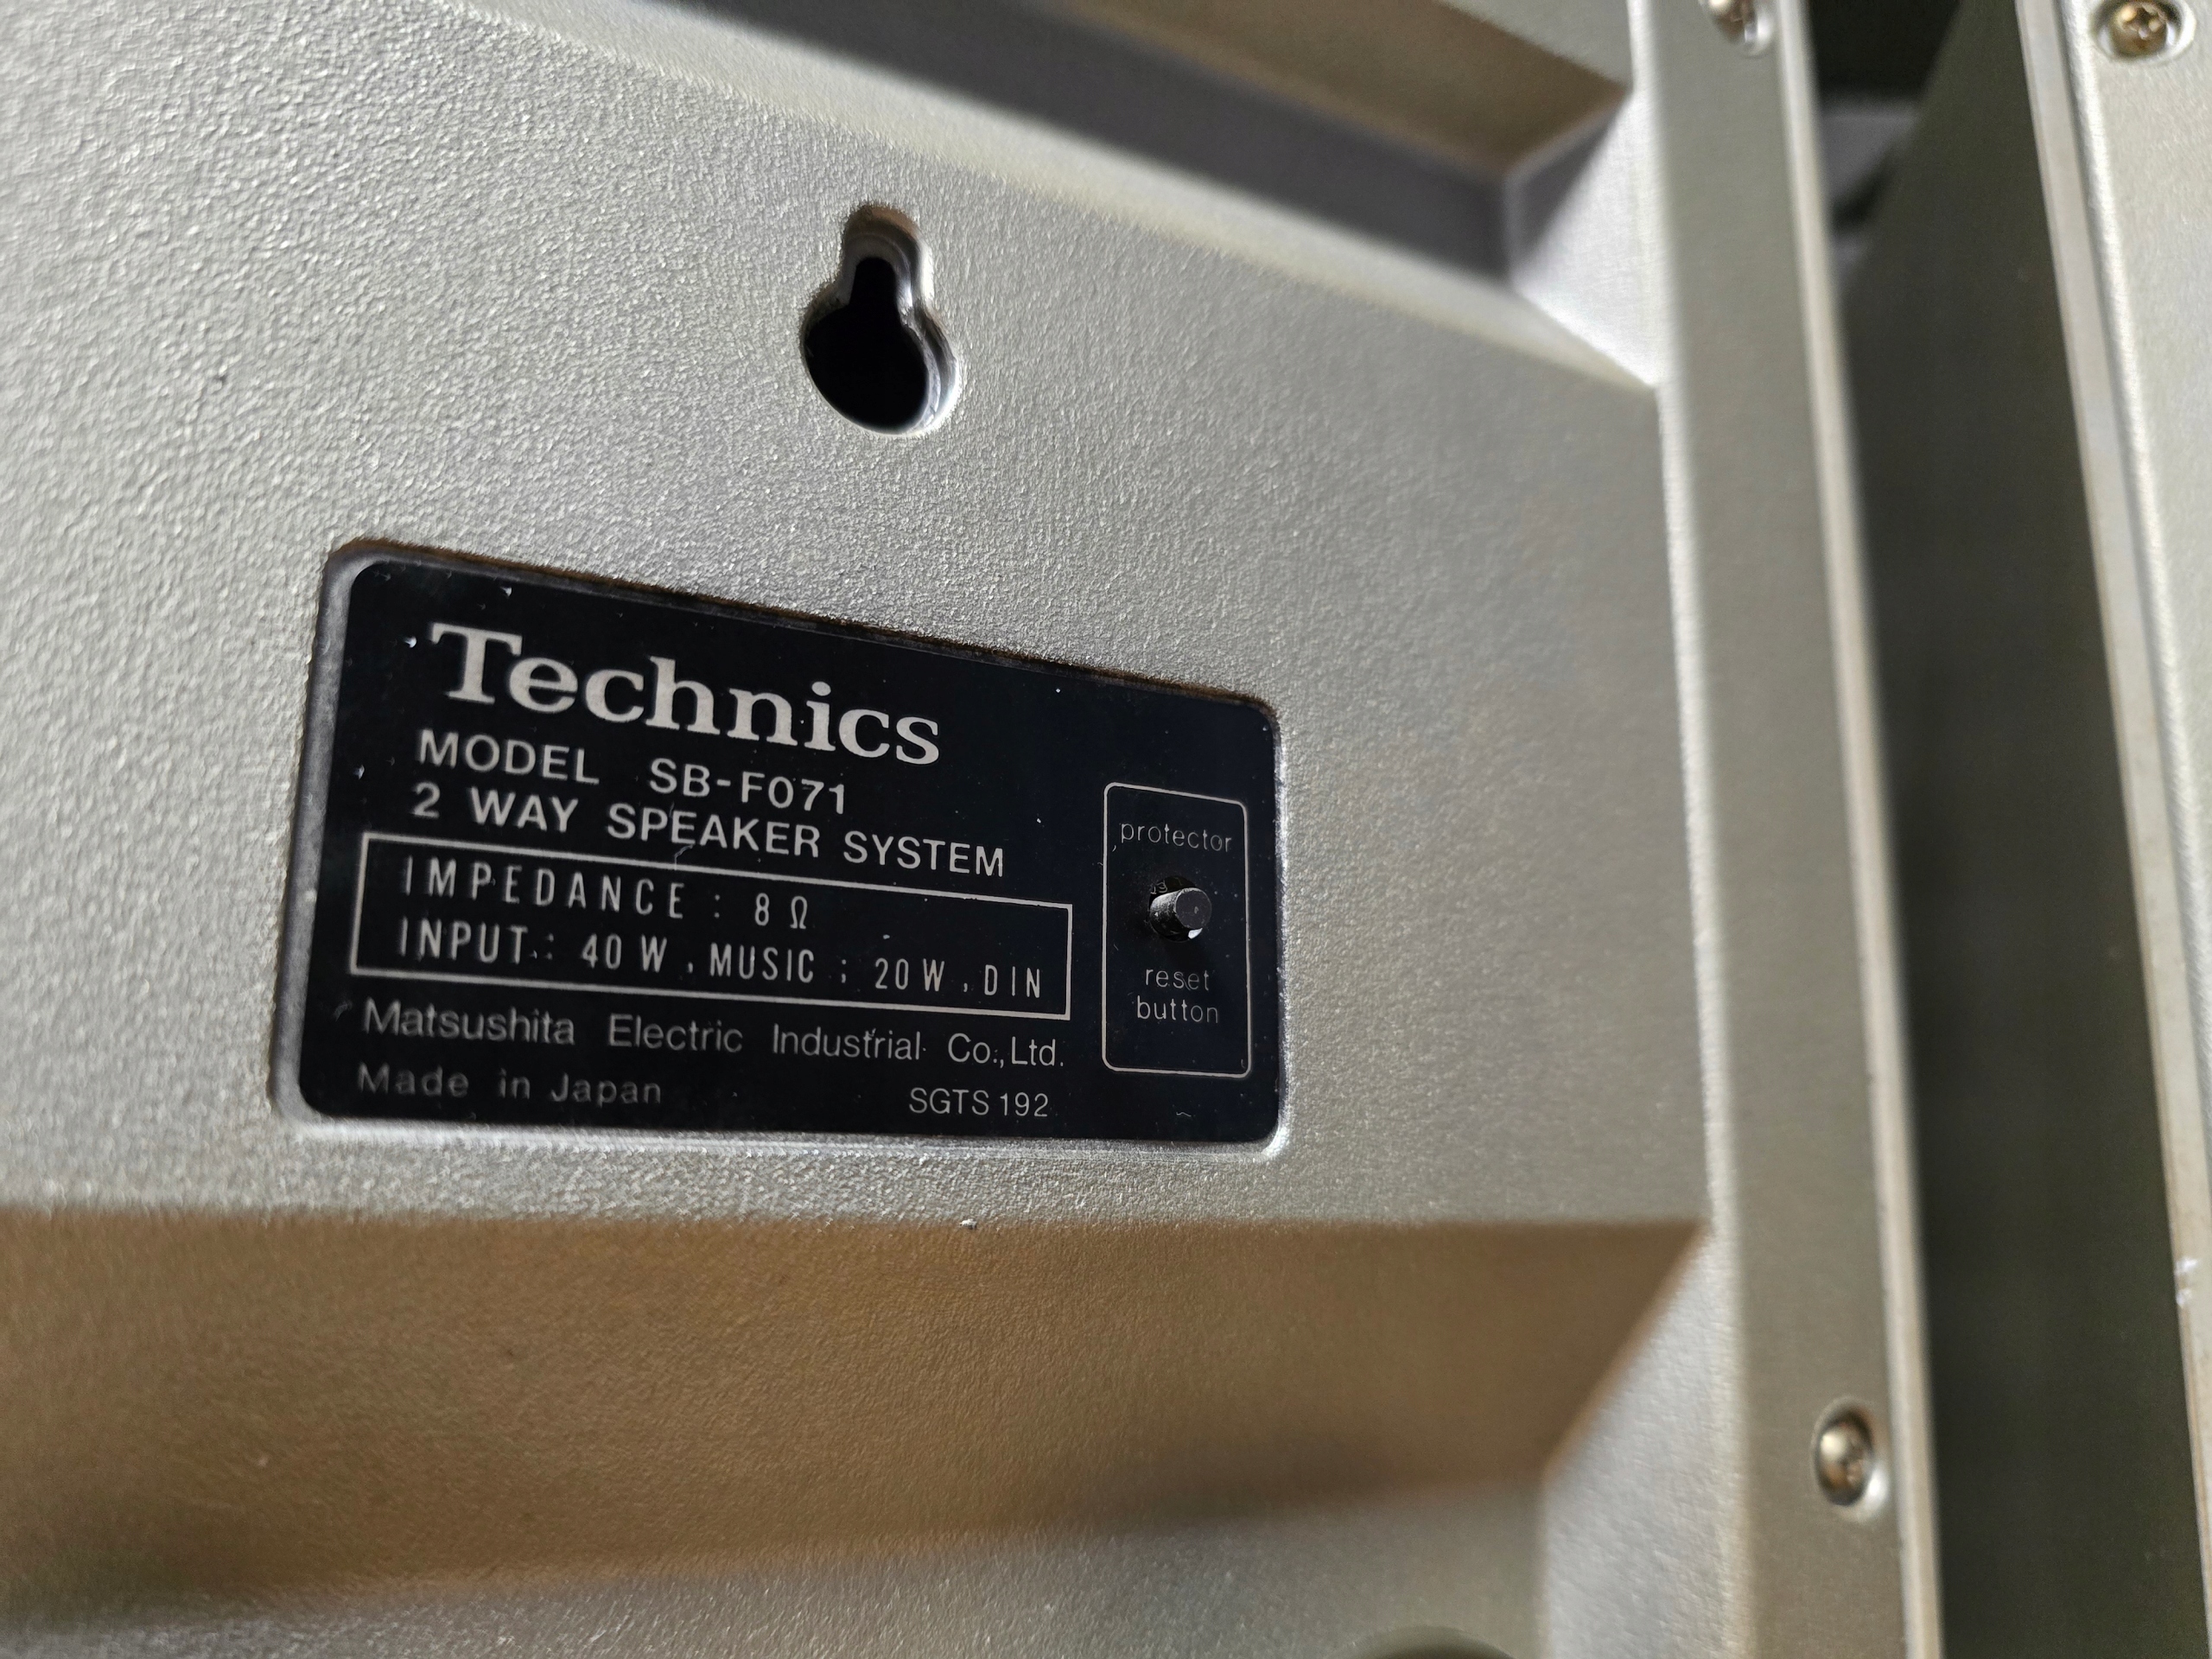 Technics
MODEL SB-F071
2 WAY SPEAKER SYSTEM
IMPEDANCE : 8 Ω
INPUT : 40 W , MUSIC ; 20 W , DIN
Matsushita Electric Industrial Co., Ltd.
Made in Japan SGTS 192
protector
reset
button